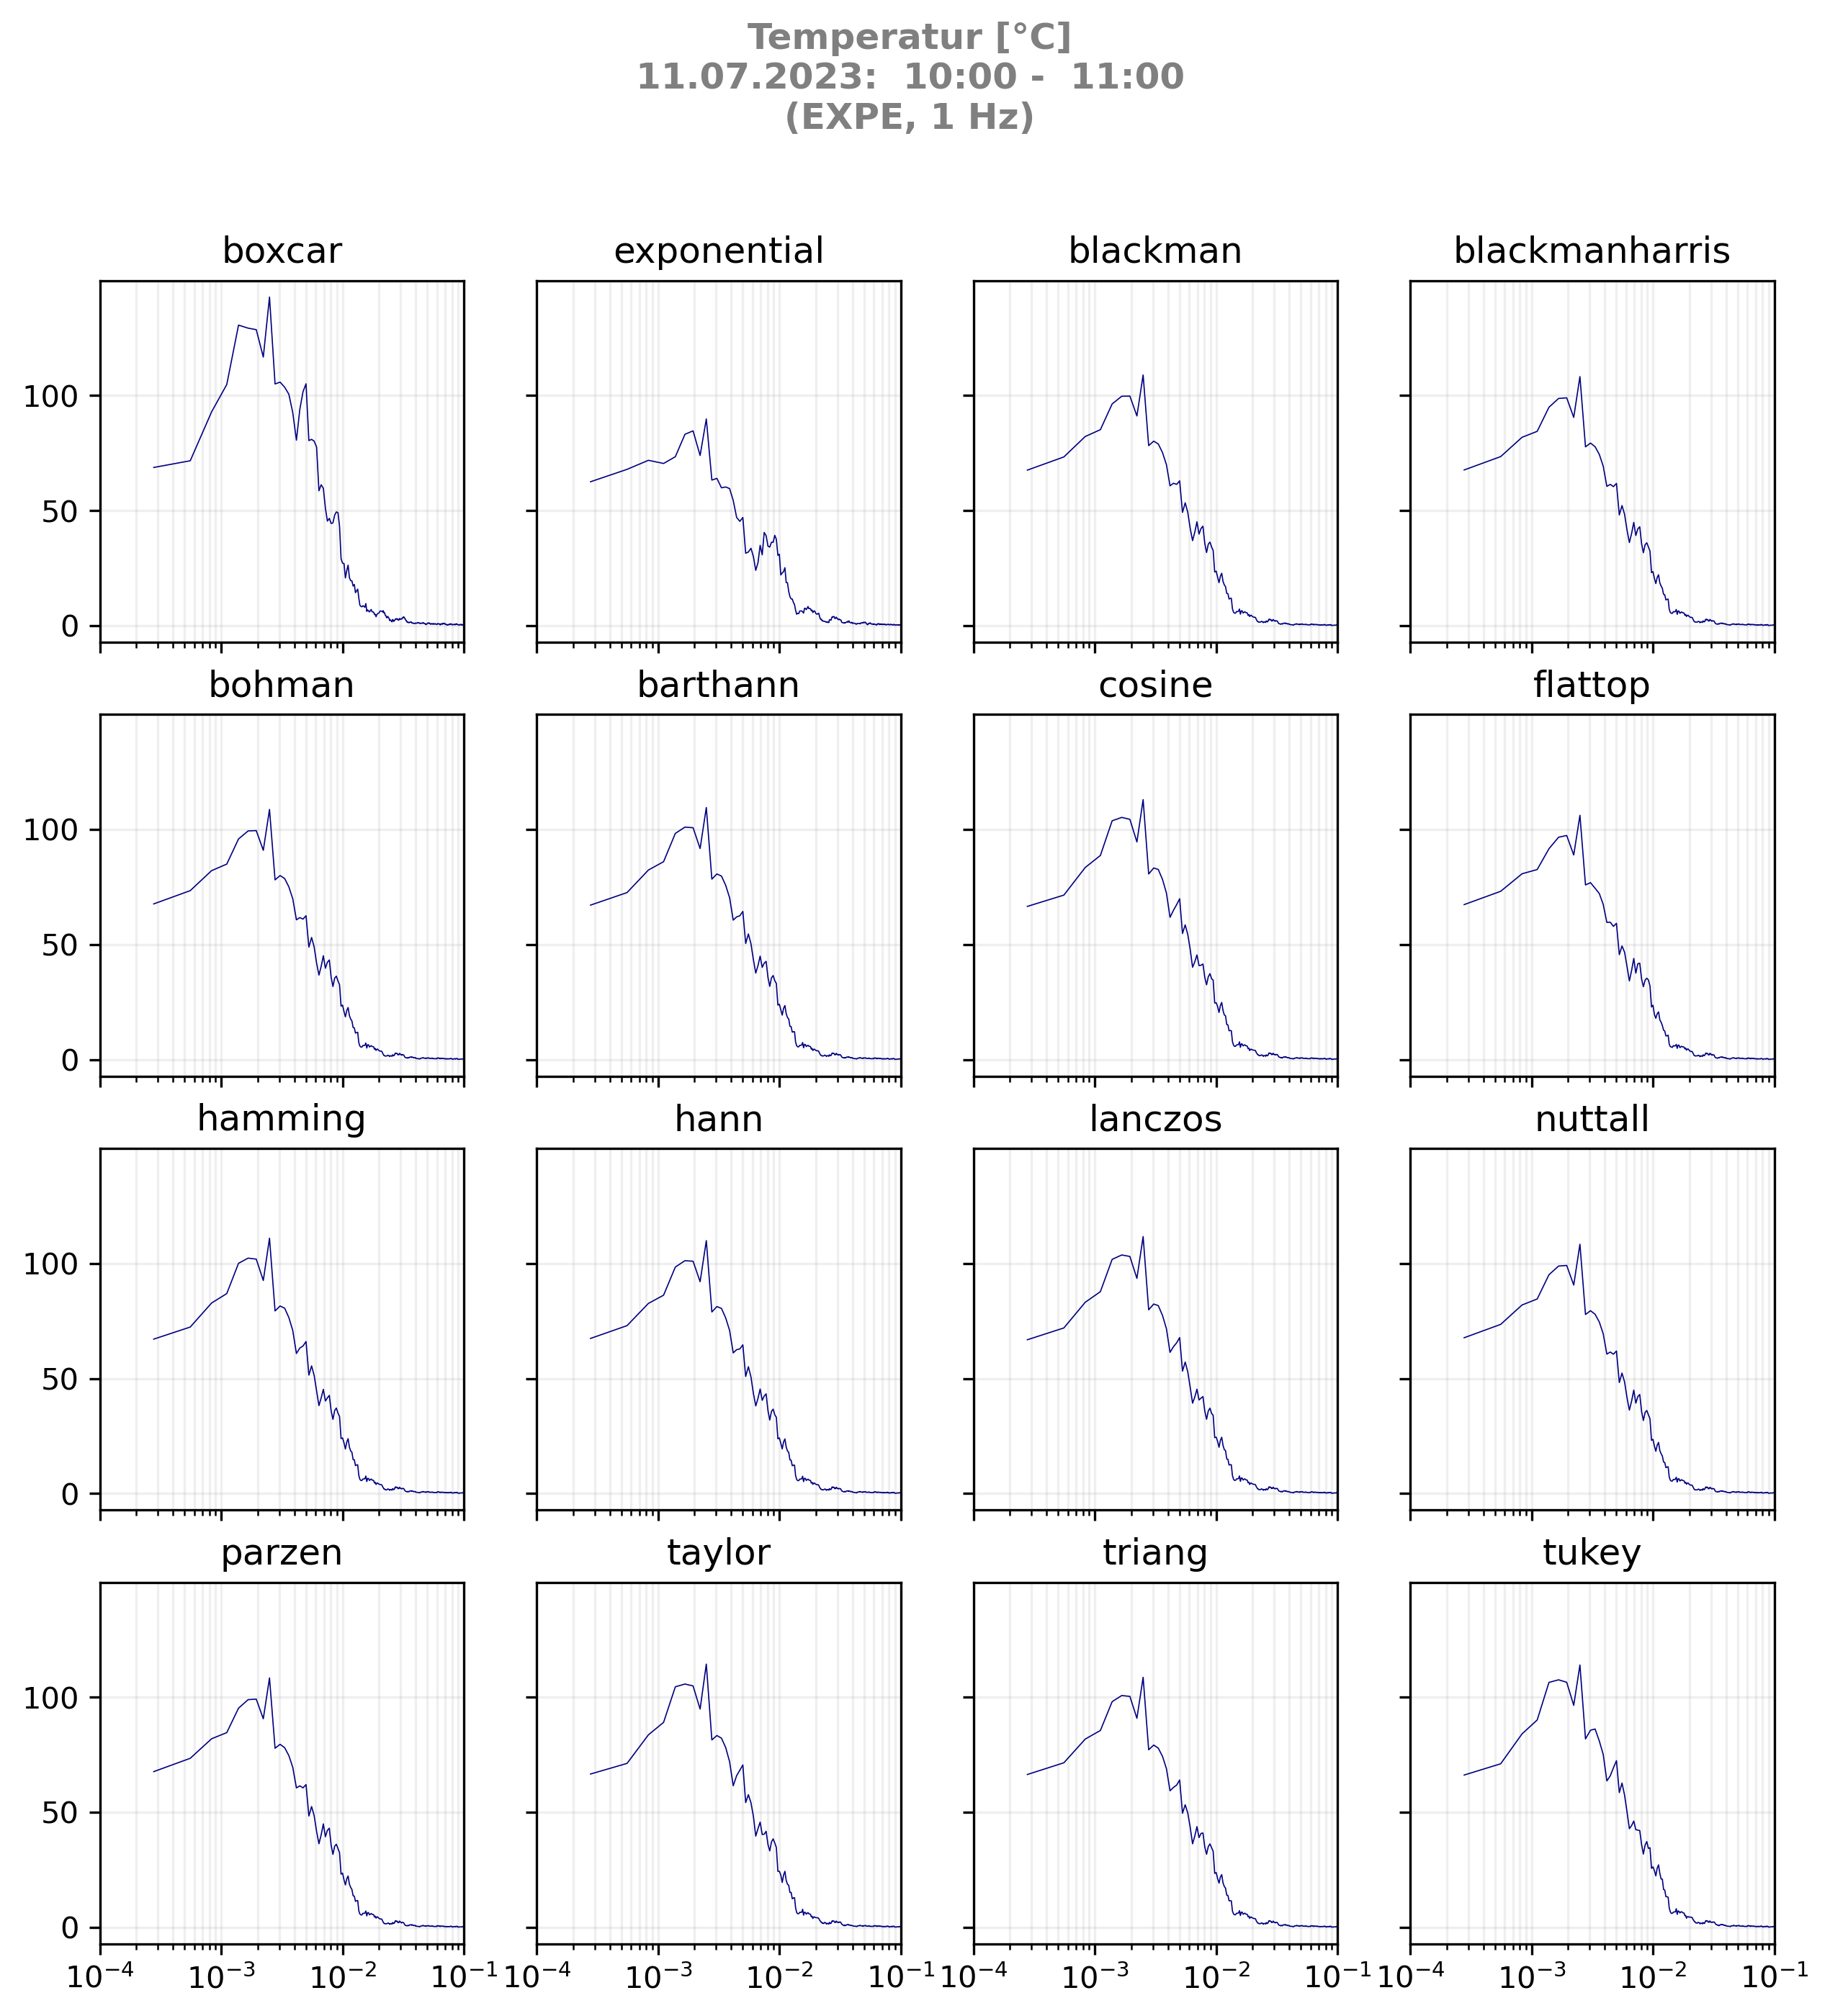 Temperatur [°C]
11.07.2023:  10:00 -  11:00
(EXPE, 1 Hz)
boxcar exponential blackman blackmanharris
100
50
0
bohman barthann cosine flattop
100
50
0
hamming hann lanczos nuttall
100
50
0
parzen taylor triang tukey
100
50
0
10⁻⁴ 10⁻³ 10⁻² 10⁻¹ 10⁻⁴ 10⁻³ 10⁻² 10⁻¹ 10⁻⁴ 10⁻³ 10⁻² 10⁻¹ 10⁻⁴ 10⁻³ 10⁻² 10⁻¹